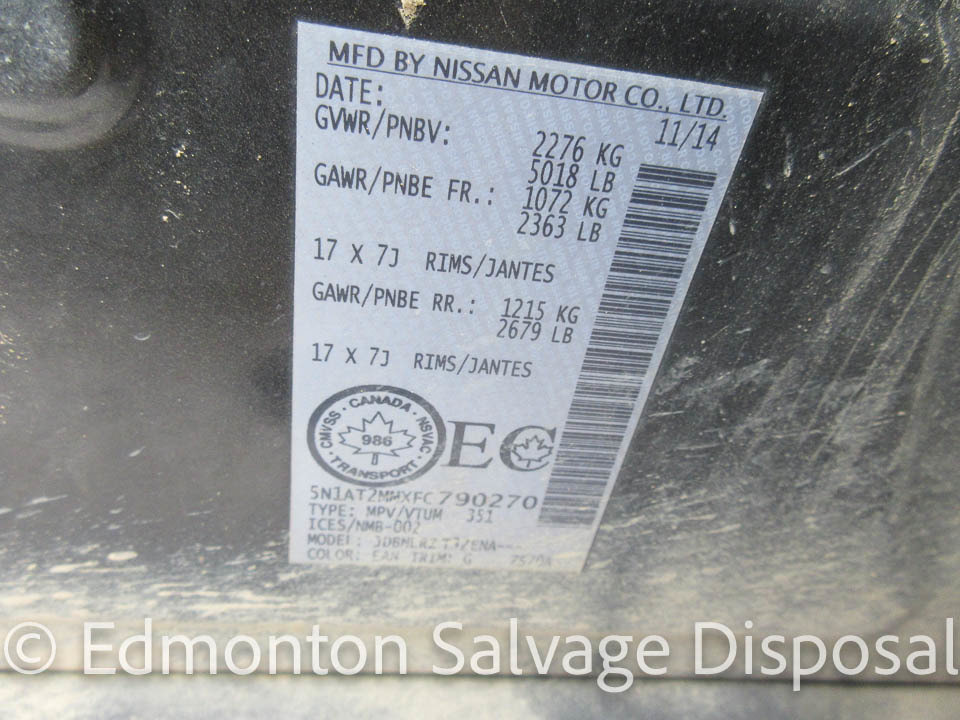 MFD BY NISSAN MOTOR CO., LTD.
DATE: 11/14
GVWR/PNBV: 2276 KG
5018 LB
GAWR/PNBE FR.: 1072 KG
2363 LB
17 X 7J RIMS/JANTES
GAWR/PNBE RR.: 1215 KG
2679 LB
17 X 7J RIMS/JANTES
CANADA
CMVSS · NSVAC
986
TRANSPORT
EC
5N1AT2MMXFC790270
TYPE: MPV/VTUM 351
ICES/NMB-002
MODEL:
COLOR: EAN TRIM: G
© Edmonton Salvage Disposal